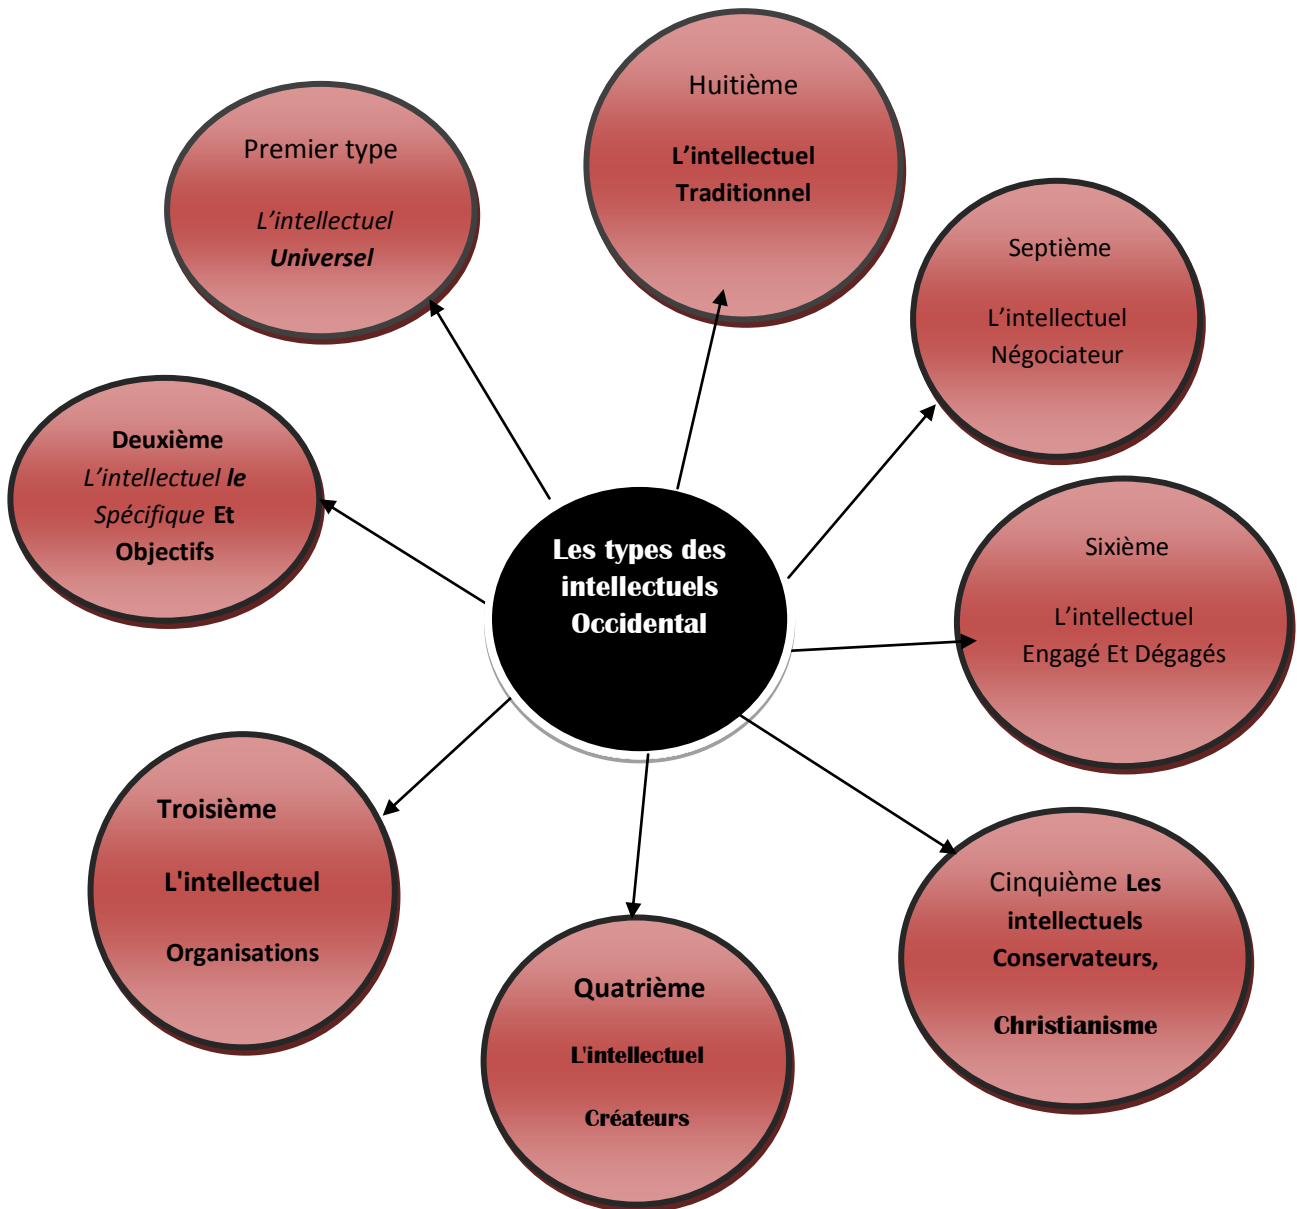 Les types des
intellectuels
Occidental
Premier type
L’intellectuel
Universel
Deuxième
L’intellectuel le
Spécifique Et
Objectifs
Troisième
L'intellectuel
Organisations
Quatrième
L'intellectuel
Créateurs
Cinquième Les
intellectuels
Conservateurs,
Christianisme
Sixième
L’intellectuel
Engagé Et Dégagés
Septième
L’intellectuel
Négociateur
Huitième
L’intellectuel
Traditionnel